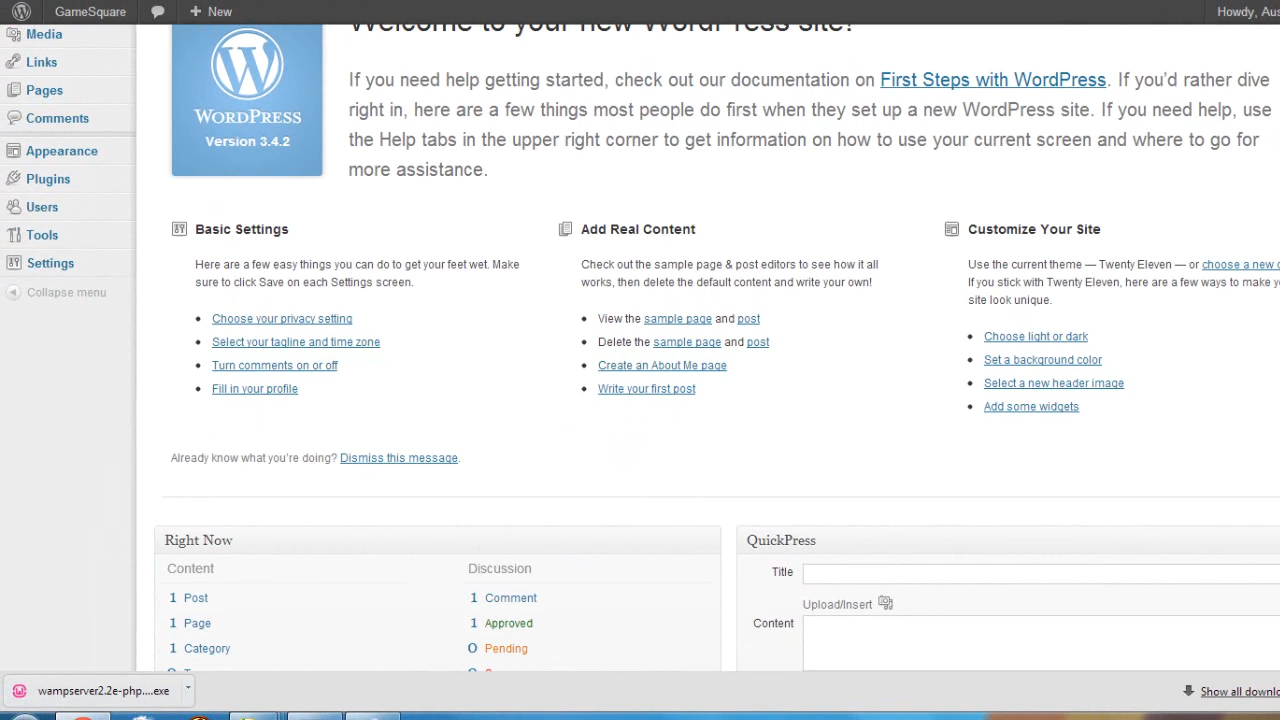 GameSquare
New
Howdy, Aus
Welcome to your new WordPress site!
Media
Links
Pages
Comments
Appearance
Plugins
Users
Tools
Settings
Collapse menu
WORDPRESS
Version 3.4.2
If you need help getting started, check out our documentation on First Steps with WordPress. If you'd rather dive
right in, here are a few things most people do first when they set up a new WordPress site. If you need help, use
the Help tabs in the upper right corner to get information on how to use your current screen and where to go for
more assistance.
Basic Settings
Here are a few easy things you can do to get your feet wet. Make
sure to click Save on each Settings screen.
Choose your privacy setting
Select your tagline and time zone
Turn comments on or off
Fill in your profile
Add Real Content
Check out the sample page & post editors to see how it all
works, then delete the default content and write your own!
View the sample page and post
Delete the sample page and post
Create an About Me page
Write your first post
Customize Your Site
Use the current theme — Twenty Eleven — or choose a new o
If you stick with Twenty Eleven, here are a few ways to make yo
site look unique.
Choose light or dark
Set a background color
Select a new header image
Add some widgets
Already know what you're doing? Dismiss this message.
Right Now
Content
1 Post
1 Page
1 Category
Discussion
1 Comment
1 Approved
0 Pending
QuickPress
Title
Upload/Insert
Content
wampserver2.2e-php....exe
Show all downlo